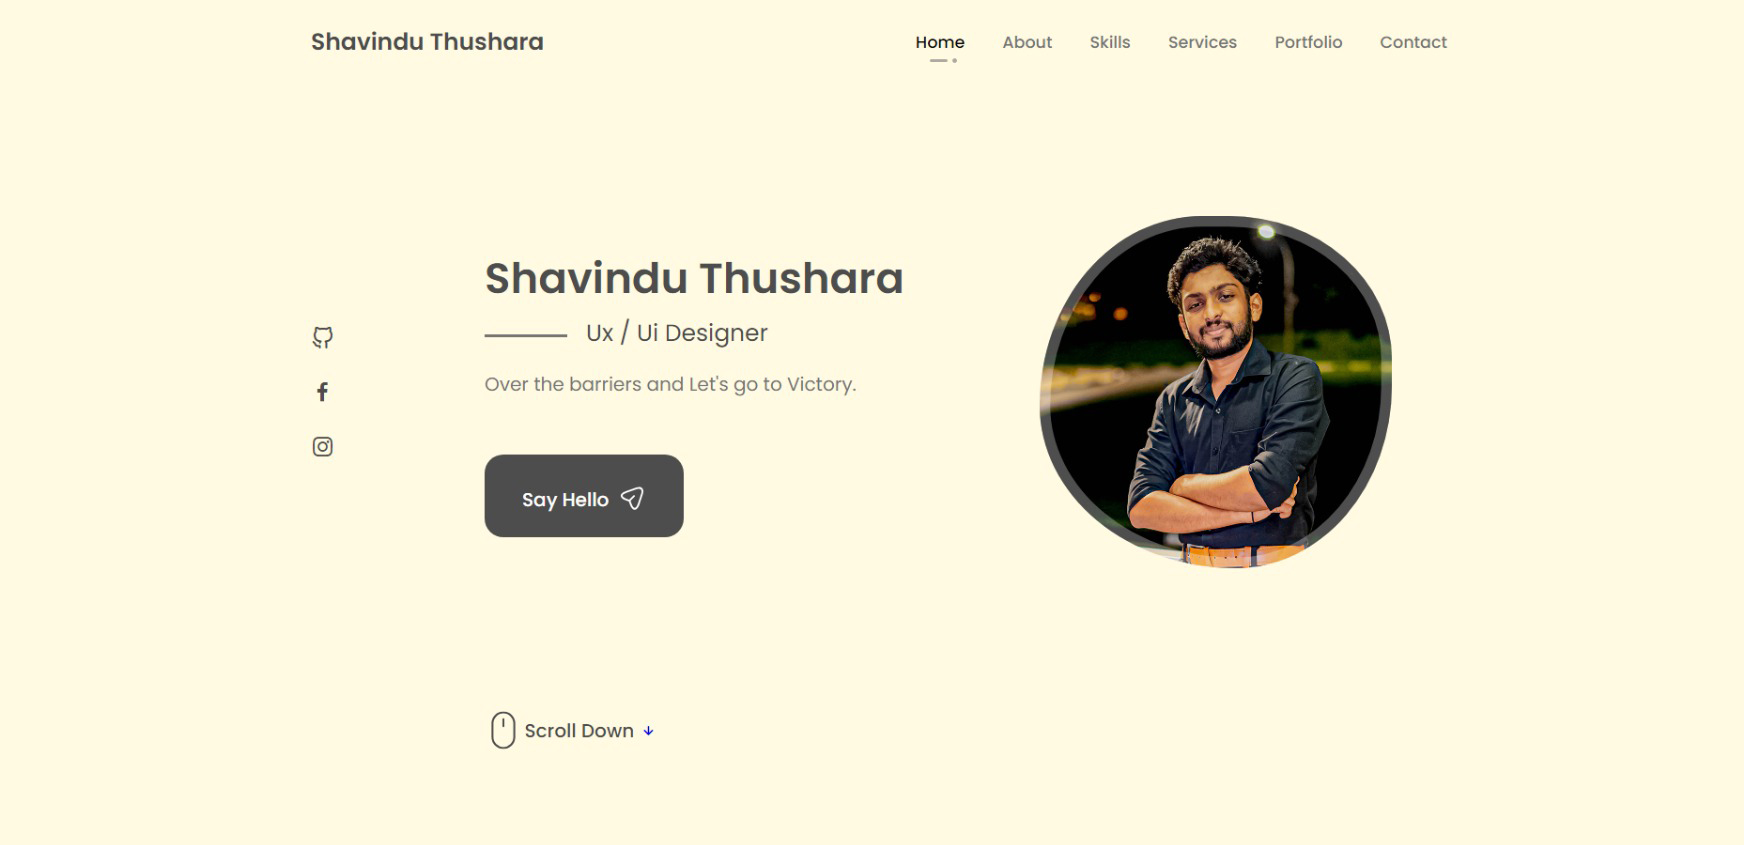 Shavindu Thushara
Home About Skills Services Portfolio Contact
Shavindu Thushara
Ux / Ui Designer
Over the barriers and Let's go to Victory.
Say Hello
Scroll Down